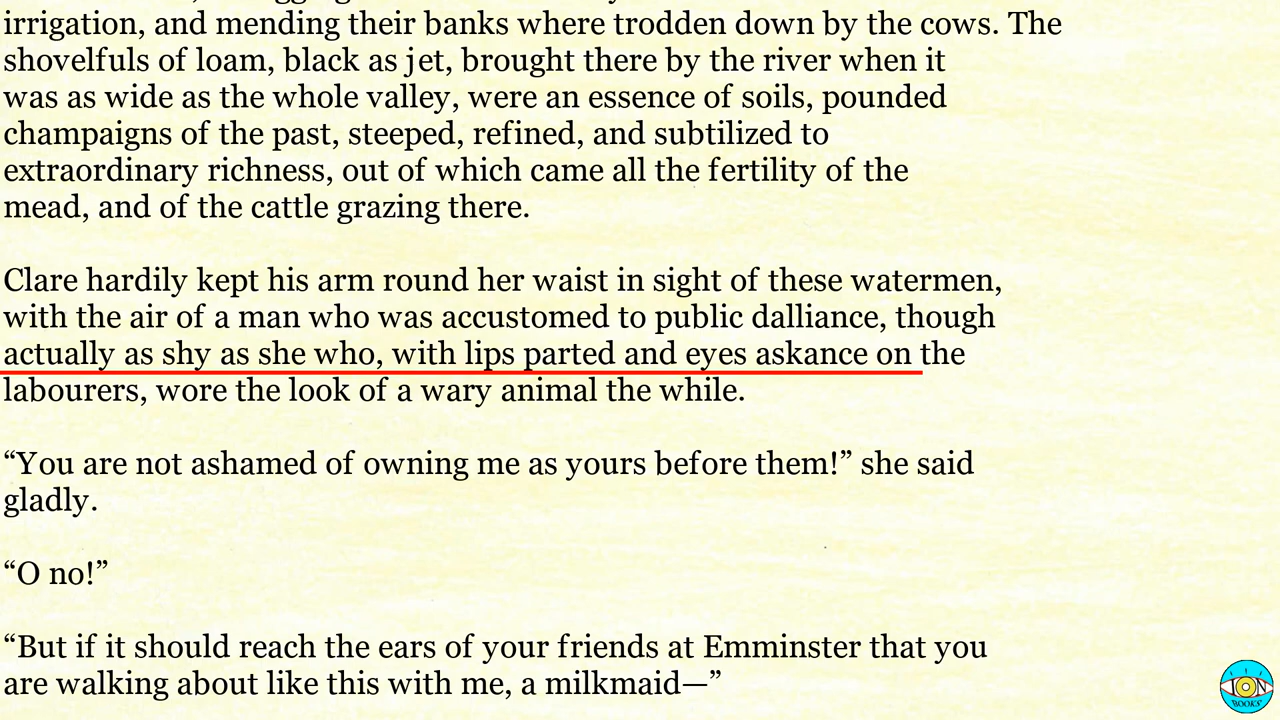 irrigation, and mending their banks where trodden down by the cows. The
shovelfuls of loam, black as jet, brought there by the river when it
was as wide as the whole valley, were an essence of soils, pounded
champaigns of the past, steeped, refined, and subtilized to
extraordinary richness, out of which came all the fertility of the
mead, and of the cattle grazing there.
Clare hardily kept his arm round her waist in sight of these watermen,
with the air of a man who was accustomed to public dalliance, though
actually as shy as she who, with lips parted and eyes askance on the
labourers, wore the look of a wary animal the while.
“You are not ashamed of owning me as yours before them!” she said
gladly.
“O no!”
“But if it should reach the ears of your friends at Emminster that you
are walking about like this with me, a milkmaid—”
ION
BOOKS